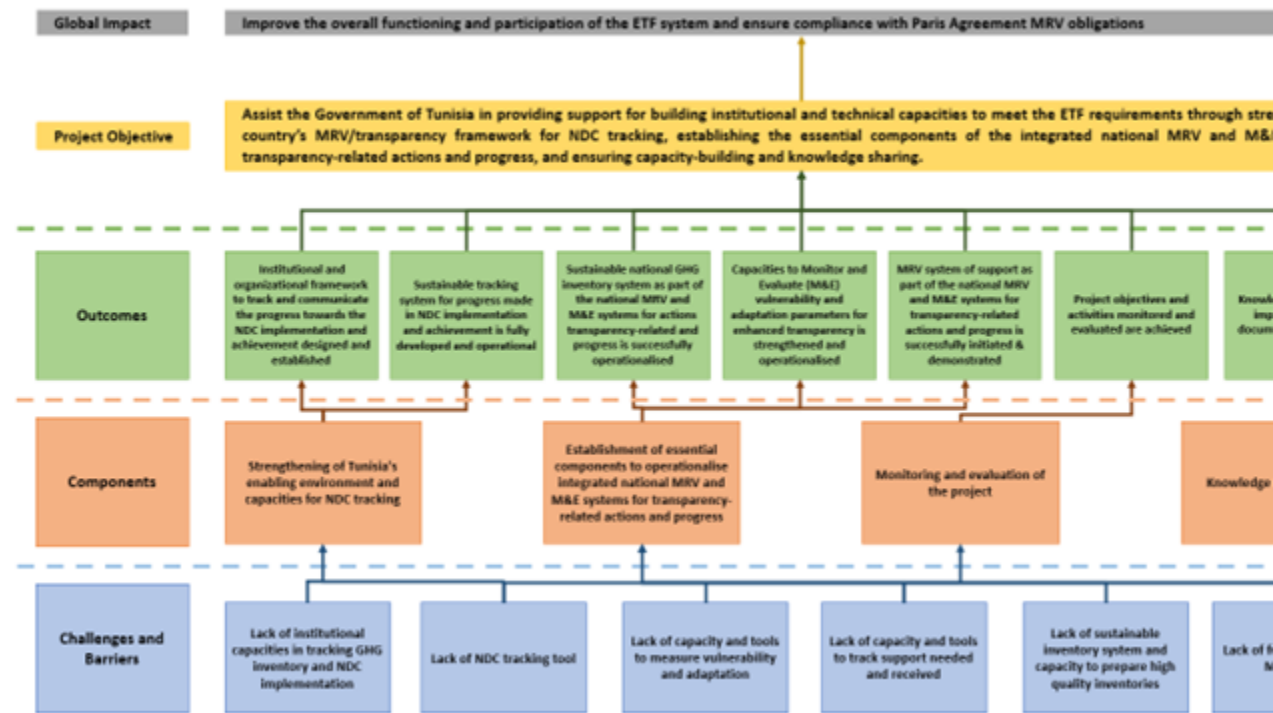 Global Impact
Improve the overall functioning and participation of the ETF system and ensure compliance with Paris Agreement MRV obligations
Project Objective
Assist the Government of Tunisia in providing support for building institutional and technical capacities to meet the ETF requirements through stre
country's MRV/transparency framework for NDC tracking, establishing the essential components of the integrated national MRV and M&E
transparency-related actions and progress, and ensuring capacity-building and knowledge sharing.
Outcomes
Institutional and
organizational framework
to track and communicate
the progress towards the
NDC implementation and
achievement designed and
established
Sustainable tracking
system for progress made
in NDC implementation
and achievement is fully
developed and operational
Sustainable national GHG
inventory system as part of
the national MRV and
M&E systems for actions
transparency-related and
progress is successfully
operationalised
Capacities to Monitor and
Evaluate (M&E)
vulnerability and
adaptation parameters for
enhanced transparency is
strengthened and
operationalised
MRV system of support as
part of the national MRV
and M&E systems for
transparency-related
actions and progress is
successfully initiated &
demonstrated
Project objectives and
activities monitored and
evaluated are achieved
Knowle
imp
docum
Components
Strengthening of Tunisia's
enabling environment and
capacities for NDC tracking
Establishment of essential
components to operationalise
integrated national MRV and
M&E systems for transparency-
related actions and progress
Monitoring and evaluation of
the project
Knowledge
Challenges and
Barriers
Lack of institutional
capacities in tracking GHG
inventory and NDC
implementation
Lack of NDC tracking tool
Lack of capacity and tools
to measure vulnerability
and adaptation
Lack of capacity and tools
to track support needed
and received
Lack of sustainable
inventory system and
capacity to prepare high
quality inventories
Lack of f
M